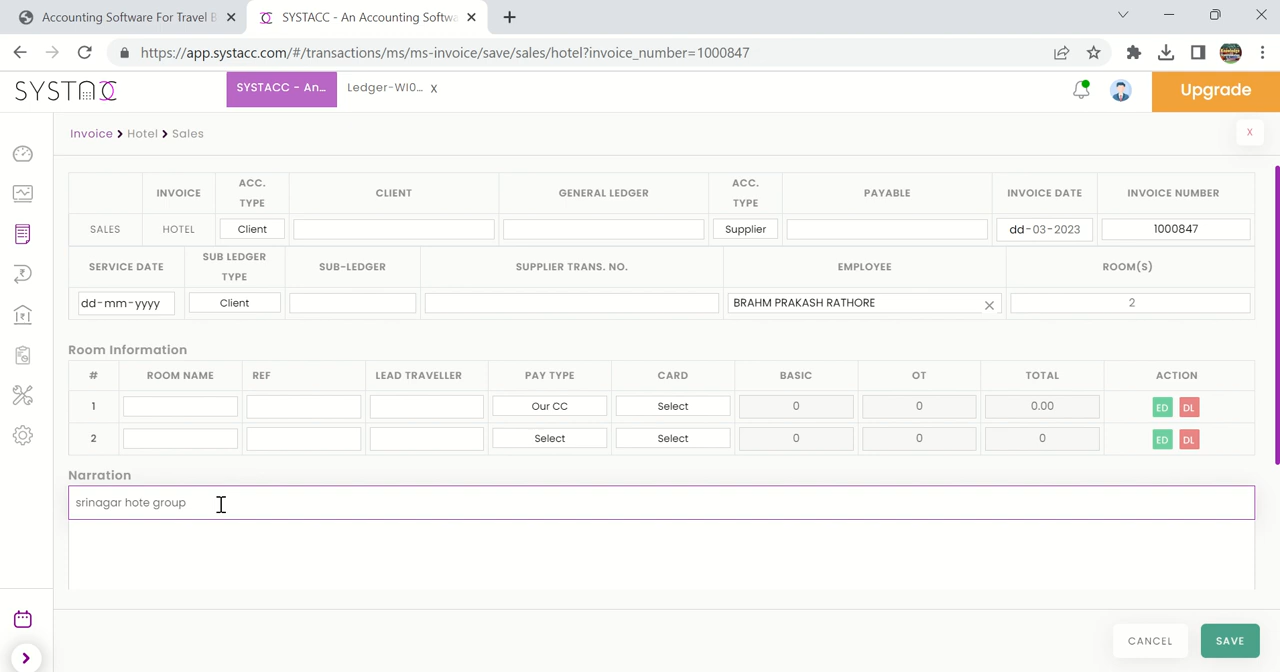 Accounting Software For Travel B
SYSTACC - An Accounting Softwa
https://app.systacc.com/#/transactions/ms/ms-invoice/save/sales/hotel?invoice_number=1000847
SYSTACC
SYSTACC - An...
Ledger-WI0... x
Upgrade
Invoice > Hotel > Sales
x
INVOICE
ACC. TYPE
CLIENT
GENERAL LEDGER
ACC. TYPE
PAYABLE
INVOICE DATE
INVOICE NUMBER
SALES
HOTEL
Client
Supplier
dd-03-2023
1000847
SERVICE DATE
SUB LEDGER TYPE
SUB-LEDGER
SUPPLIER TRANS. NO.
EMPLOYEE
ROOM(S)
dd-mm-yyyy
Client
BRAHM PRAKASH RATHORE
2
Room Information
# ROOM NAME REF LEAD TRAVELLER PAY TYPE CARD BASIC OT TOTAL ACTION
1 Our CC Select 0 0 0.00 ED DL
2 Select Select 0 0 0 ED DL
Narration
srinagar hote group
CANCEL
SAVE